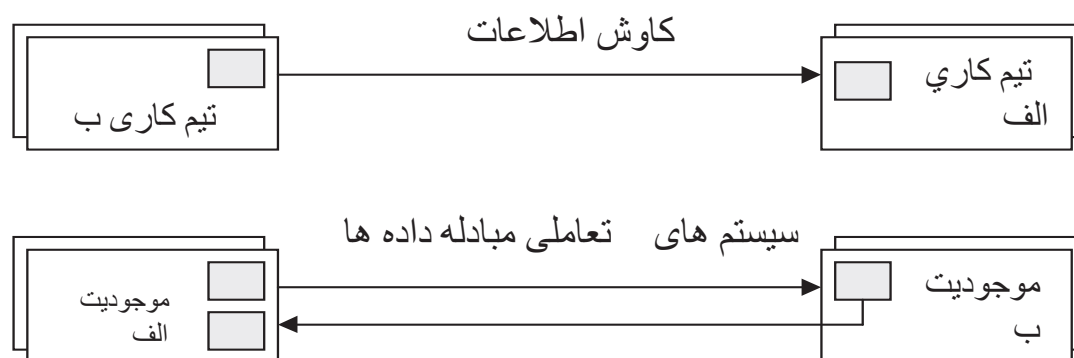 کاوش اطلاعات
تیم کاري
الف
تیم کاری ب
سیستم های تعاملی مبادله داده ها
موجودیت
ب
موجودیت
الف